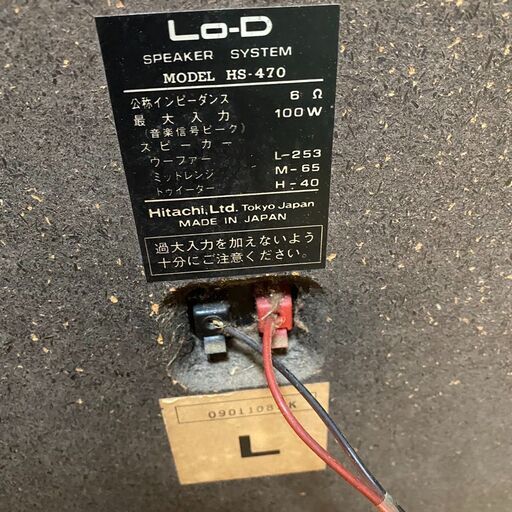 Lo-D
SPEAKER SYSTEM
MODEL HS-470
公称インピーダンス 6 Ω
最大入力 100W
(音楽信号ピーク)
スピーカー
ウーファー L-253
ミッドレンジ M-65
トゥイーター H-40
Hitachi, Ltd. Tokyo Japan
MADE IN JAPAN
過大入力を加えないよう
十分にご注意ください。
L